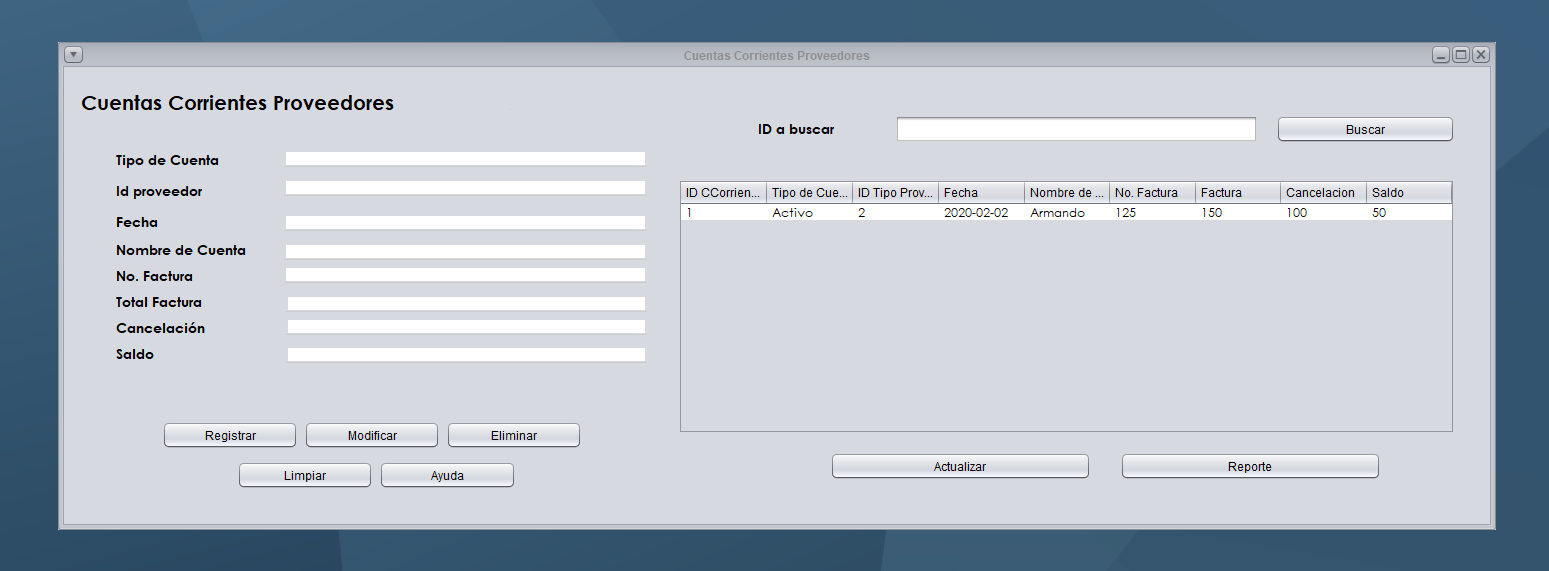 Cuentas Corrientes Proveedores
Cuentas Corrientes Proveedores
ID a buscar
Buscar
Tipo de Cuenta
Id proveedor
Fecha
Nombre de Cuenta
No. Factura
Total Factura
Cancelación
Saldo
ID CCorrien... Tipo de Cue... ID Tipo Prov... Fecha Nombre de ... No. Factura Factura Cancelacion Saldo
1 Activo 2 2020-02-02 Armando 125 150 100 50
Registrar Modificar Eliminar
Limpiar Ayuda
Actualizar Reporte